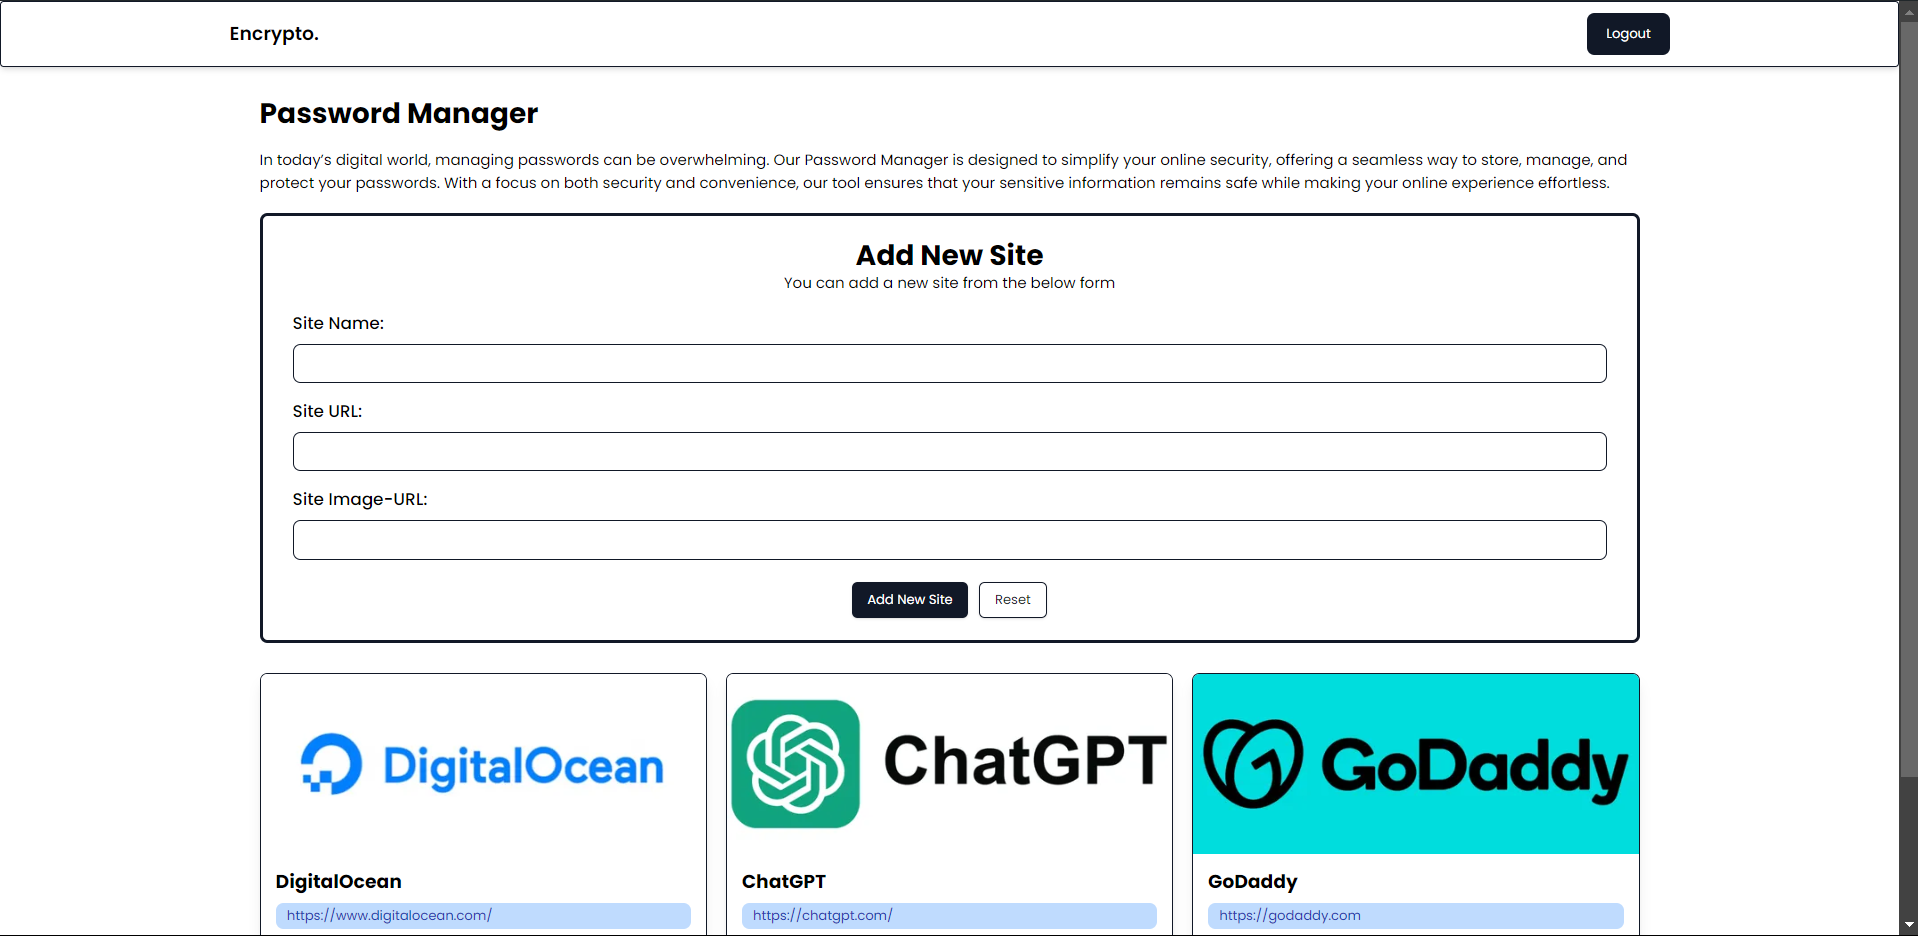 Encrypto.
Logout
Password Manager
In today’s digital world, managing passwords can be overwhelming. Our Password Manager is designed to simplify your online security, offering a seamless way to store, manage, and
protect your passwords. With a focus on both security and convenience, our tool ensures that your sensitive information remains safe while making your online experience effortless.
Add New Site
You can add a new site from the below form
Site Name:
Site URL:
Site Image-URL:
Add New Site
Reset
DigitalOcean
ChatGPT
GoDaddy
DigitalOcean
ChatGPT
GoDaddy
https://www.digitalocean.com/
https://chatgpt.com/
https://godaddy.com